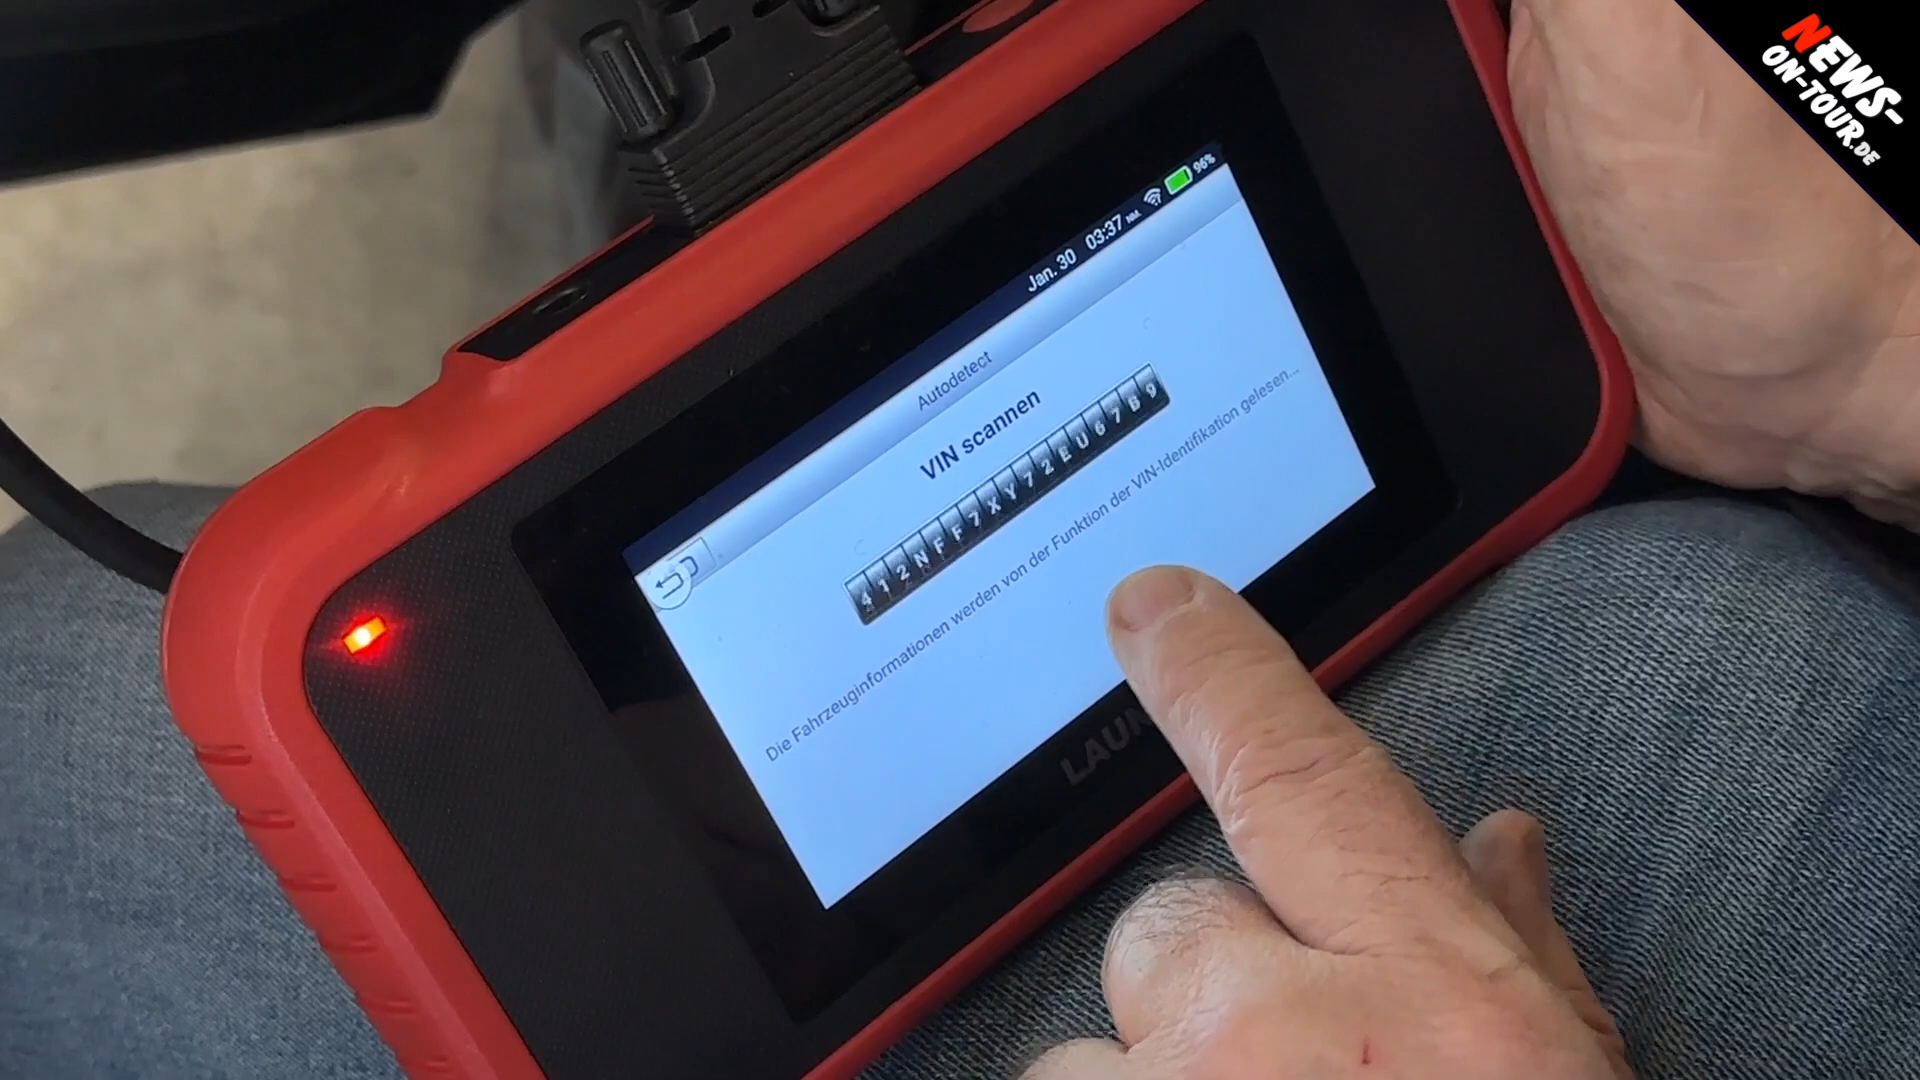 NEWS-
ON-TOUR.DE
Jan. 30 03:37 96%
Autodetect
VIN scannen
412NFF7XY72EU6789
Die Fahrzeuginformationen werden von der Funktion der VIN-Identifikation gelesen...
LAUN